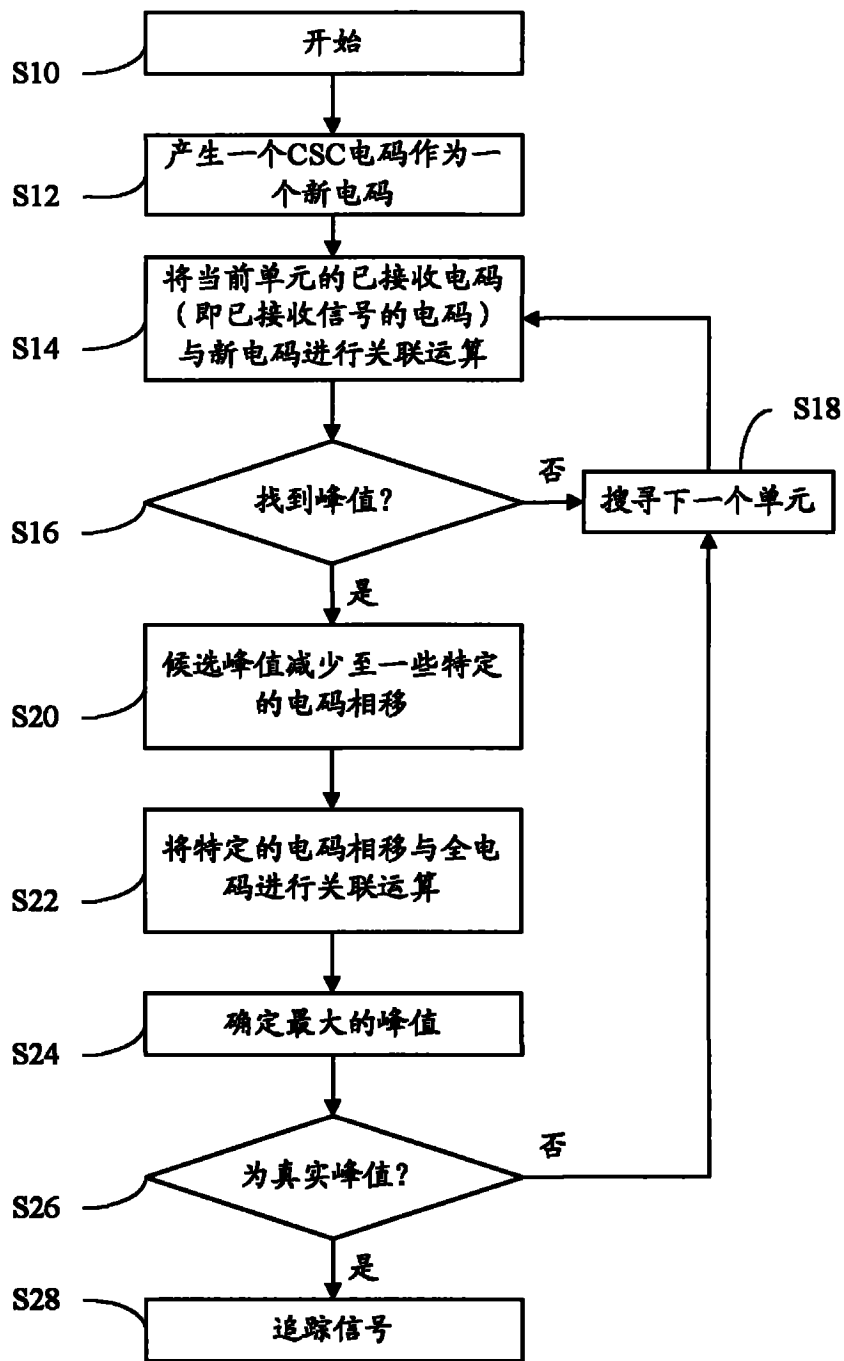 开始
S10
产生一个CSC电码作为一
个新电码
S12
将当前单元的已接收电码
（即已接收信号的电码）
与新电码进行关联运算
S14
S18
找到峰值?
否
搜寻下一个单元
S16
是
候选峰值减少至一些特定
的电码相移
S20
将特定的电码相移与全电
码进行关联运算
S22
确定最大的峰值
S24
否
为真实峰值?
S26
是
S28
追踪信号